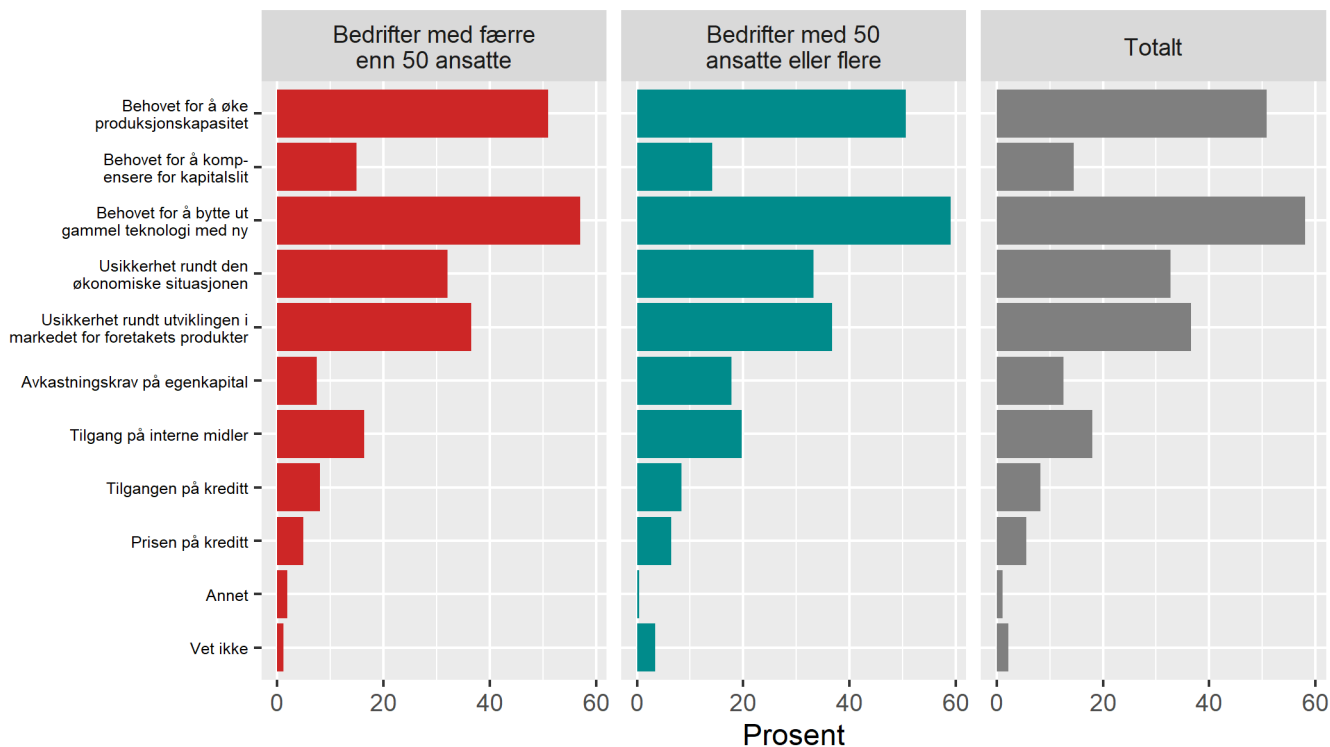 Bedrifter med færre
enn 50 ansatte
Bedrifter med 50
ansatte eller flere
Totalt
Behovet for å øke
produksjonskapasitet
Behovet for å komp-
ensere for kapitalslit
Behovet for å bytte ut
gammel teknologi med ny
Usikkerhet rundt den
økonomiske situasjonen
Usikkerhet rundt utviklingen i
markedet for foretakets produkter
Avkastningskrav på egenkapital
Tilgang på interne midler
Tilgangen på kreditt
Prisen på kreditt
Annet
Vet ikke
0 20 40 60
0 20 40 60
0 20 40 60
Prosent